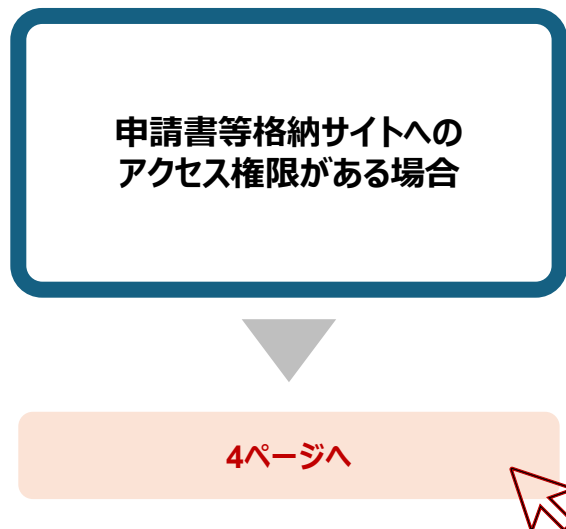 申請書等格納サイトへの
アクセス権限がある場合
4ページへ